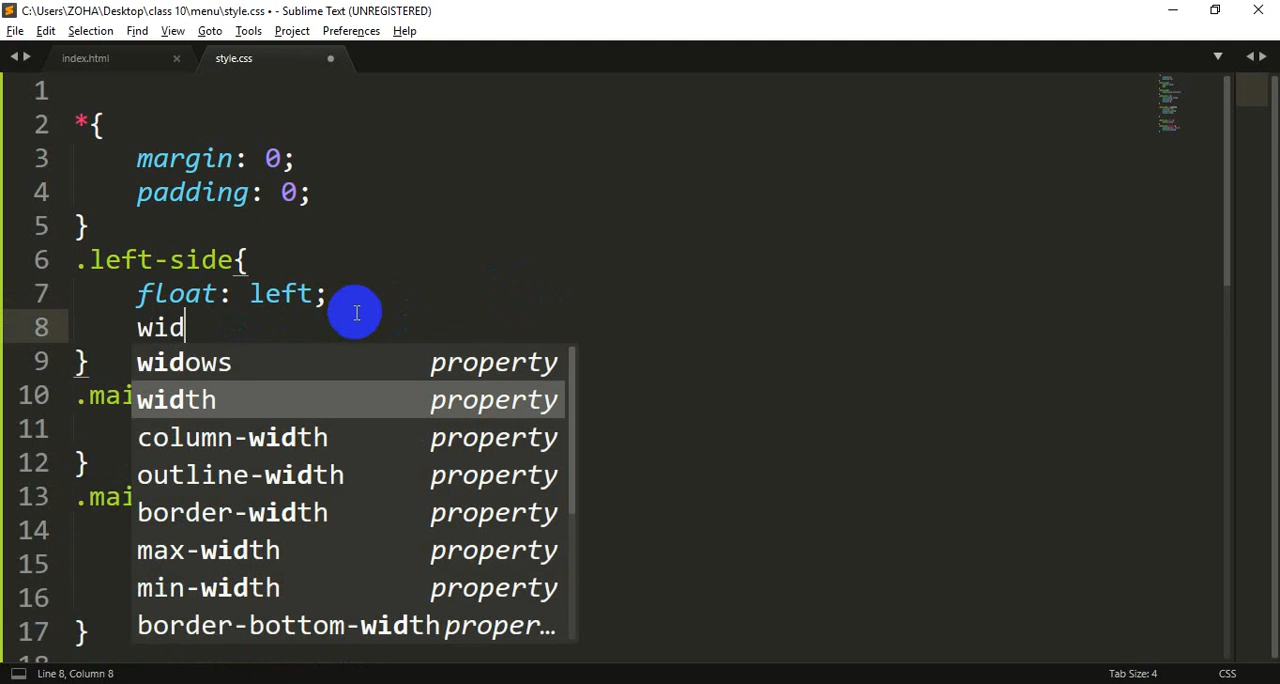 C:\Users\ZOHA\Desktop\class 10\menu\style.css • - Sublime Text (UNREGISTERED)
File Edit Selection Find View Goto Tools Project Preferences Help
index.html style.css
1
2 *{
3 margin: 0;
4 padding: 0;
5 }
6 .left-side{
7 float: left;
8 wid
9 }
widows property
10 .mai
width property
11
column-width property
12 }
outline-width property
13 .mai
border-width property
14
max-width property
15
min-width property
16
border-bottom-width proper…
17 }
18
Line 8, Column 8 Tab Size: 4 CSS